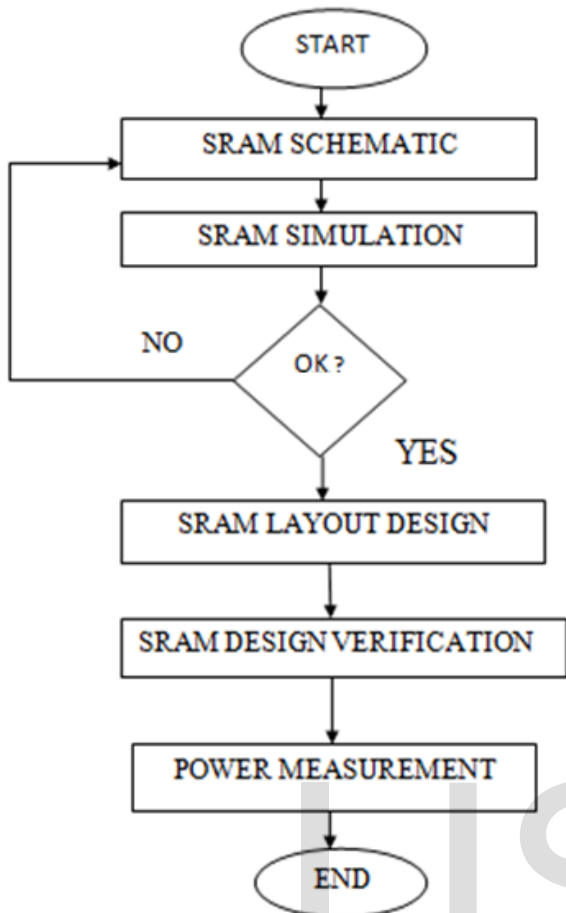 START
SRAM SCHEMATIC
SRAM SIMULATION
NO
OK ?
YES
SRAM LAYOUT DESIGN
SRAM DESIGN VERIFICATION
POWER MEASUREMENT
END